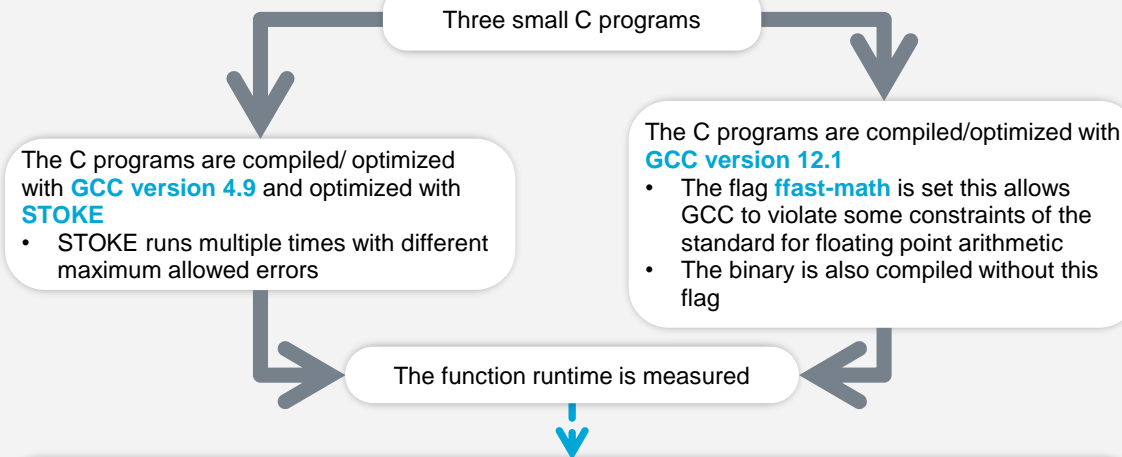 Three small C programs
The C programs are compiled/ optimized
with GCC version 4.9 and optimized with
STOKE
• STOKE runs multiple times with different
maximum allowed errors
The C programs are compiled/optimized with
GCC version 12.1
• The flag ffast-math is set this allows
GCC to violate some constraints of the
standard for floating point arithmetic
• The binary is also compiled without this
flag
The function runtime is measured